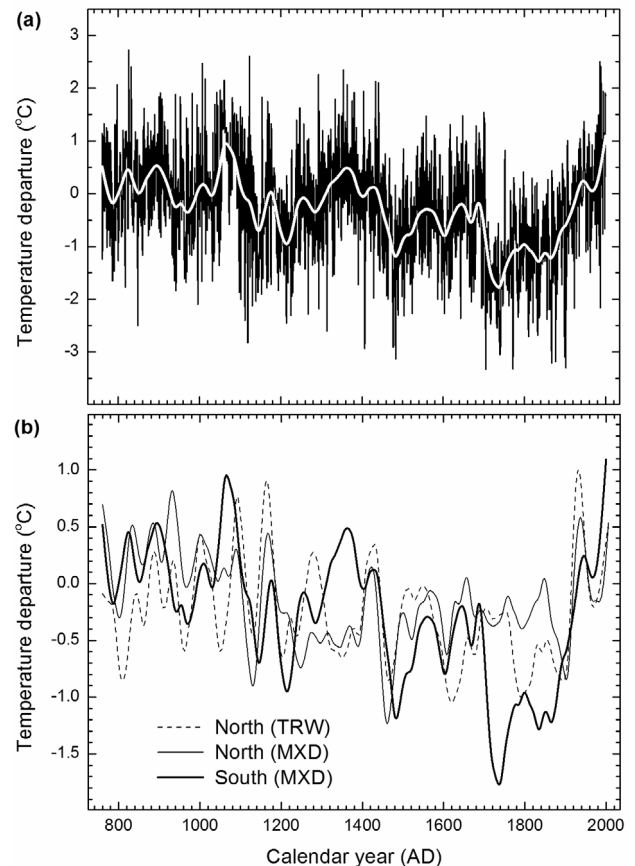 (a)
3
2
1
0
-1
-2
-3
Temperature departure (°C)
(b)
1.0
0.5
0.0
-0.5
-1.0
-1.5
Temperature departure (°C)
North (TRW)
North (MXD)
South (MXD)
800 1000 1200 1400 1600 1800 2000
Calendar year (AD)